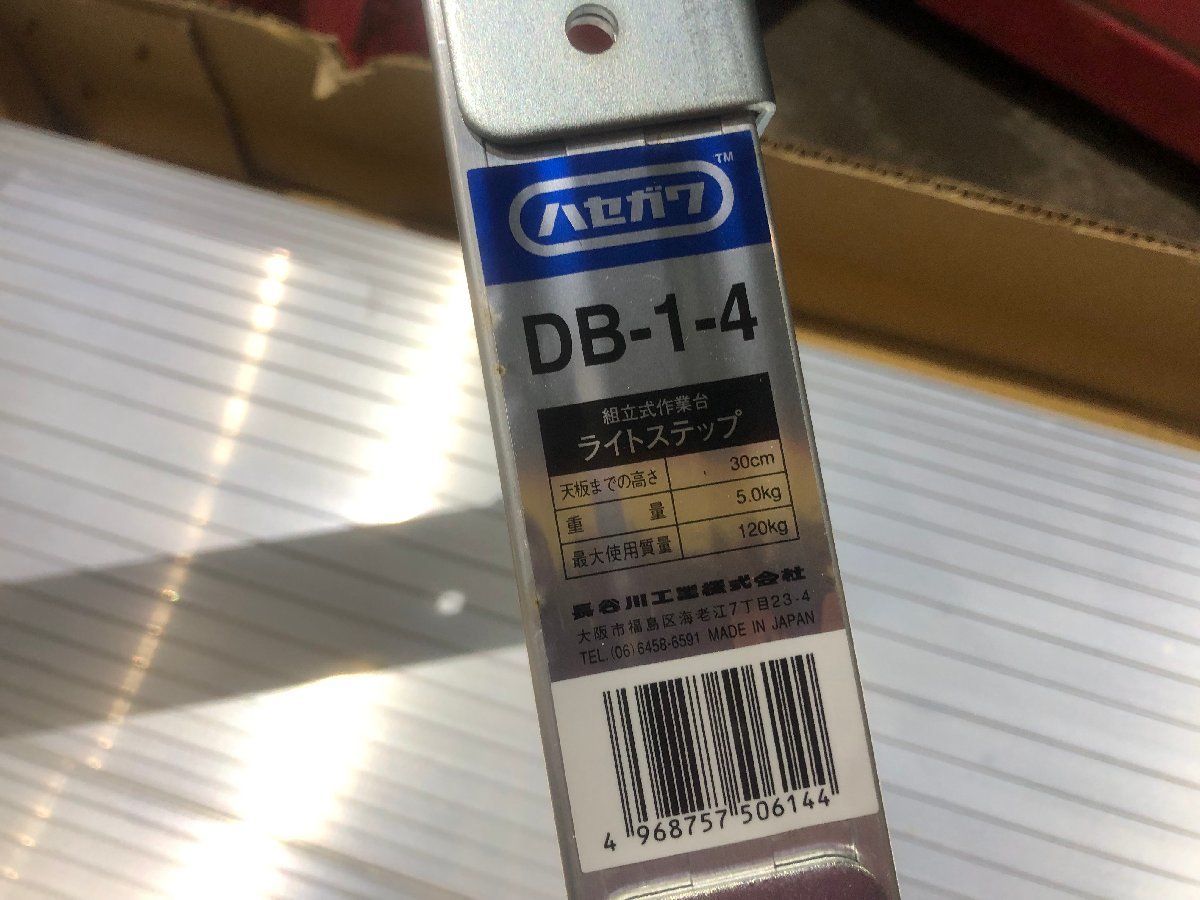 ハセガワ TM
DB-1-4
組立式作業台
ライトステップ
天板までの高さ 30cm
重量 5.0kg
最大使用質量 120kg
長谷川工業株式会社
大阪市福島区海老江7丁目23-4
TEL.(06)6458-6591 MADE IN JAPAN
4 968757 506144